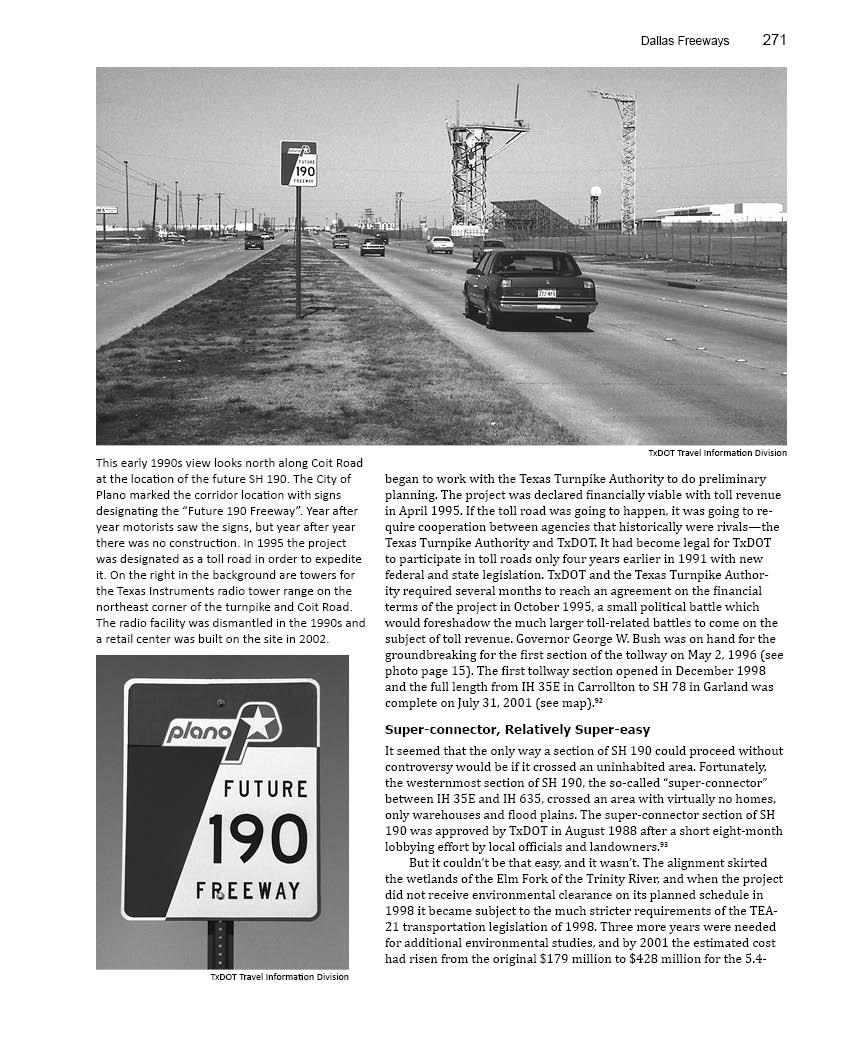 Dallas Freeways 271
plano
FUTURE
190
FREEWAY
TxDOT Travel Information Division
This early 1990s view looks north along Coit Road
at the location of the future SH 190. The City of
Plano marked the corridor location with signs
designating the “Future 190 Freeway”. Year after
year motorists saw the signs, but year after year
there was no construction. In 1995 the project
was designated as a toll road in order to expedite
it. On the right in the background are towers for
the Texas Instruments radio tower range on the
northeast corner of the turnpike and Coit Road.
The radio facility was dismantled in the 1990s and
a retail center was built on the site in 2002.
plano
FUTURE
190
FREEWAY
TxDOT Travel Information Division
began to work with the Texas Turnpike Authority to do preliminary
planning. The project was declared financially viable with toll revenue
in April 1995. If the toll road was going to happen, it was going to re-
quire cooperation between agencies that historically were rivals—the
Texas Turnpike Authority and TxDOT. It had become legal for TxDOT
to participate in toll roads only four years earlier in 1991 with new
federal and state legislation. TxDOT and the Texas Turnpike Author-
ity required several months to reach an agreement on the financial
terms of the project in October 1995, a small political battle which
would foreshadow the much larger toll-related battles to come on the
subject of toll revenue. Governor George W. Bush was on hand for the
groundbreaking for the first section of the tollway on May 2, 1996 (see
photo page 15). The first tollway section opened in December 1998
and the full length from IH 35E in Carrollton to SH 78 in Garland was
complete on July 31, 2001 (see map).⁹²
Super-connector, Relatively Super-easy
It seemed that the only way a section of SH 190 could proceed without
controversy would be if it crossed an uninhabited area. Fortunately,
the westernmost section of SH 190, the so-called “super-connector”
between IH 35E and IH 635, crossed an area with virtually no homes,
only warehouses and flood plains. The super-connector section of SH
190 was approved by TxDOT in August 1988 after a short eight-month
lobbying effort by local officials and landowners.⁹³
But it couldn’t be that easy, and it wasn’t. The alignment skirted
the wetlands of the Elm Fork of the Trinity River, and when the project
did not receive environmental clearance on its planned schedule in
1998 it became subject to the much stricter requirements of the TEA-
21 transportation legislation of 1998. Three more years were needed
for additional environmental studies, and by 2001 the estimated cost
had risen from the original $179 million to $428 million for the 5.4-